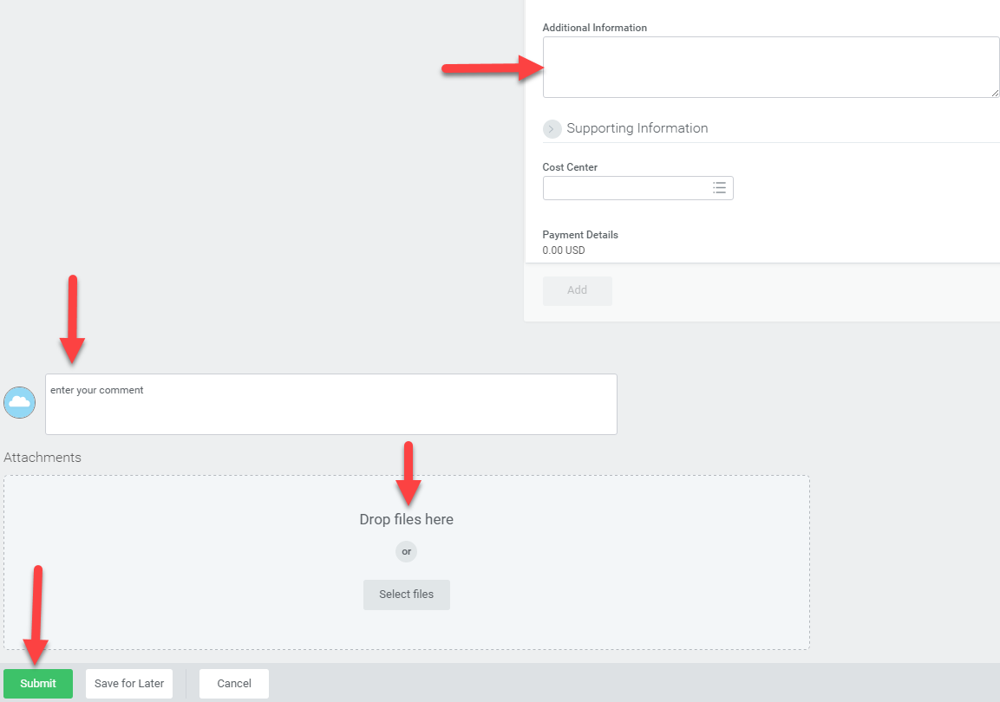 Additional Information
Supporting Information
Cost Center
Payment Details
0.00 USD
Add
enter your comment
Attachments
Drop files here
or
Select files
Submit
Save for Later
Cancel